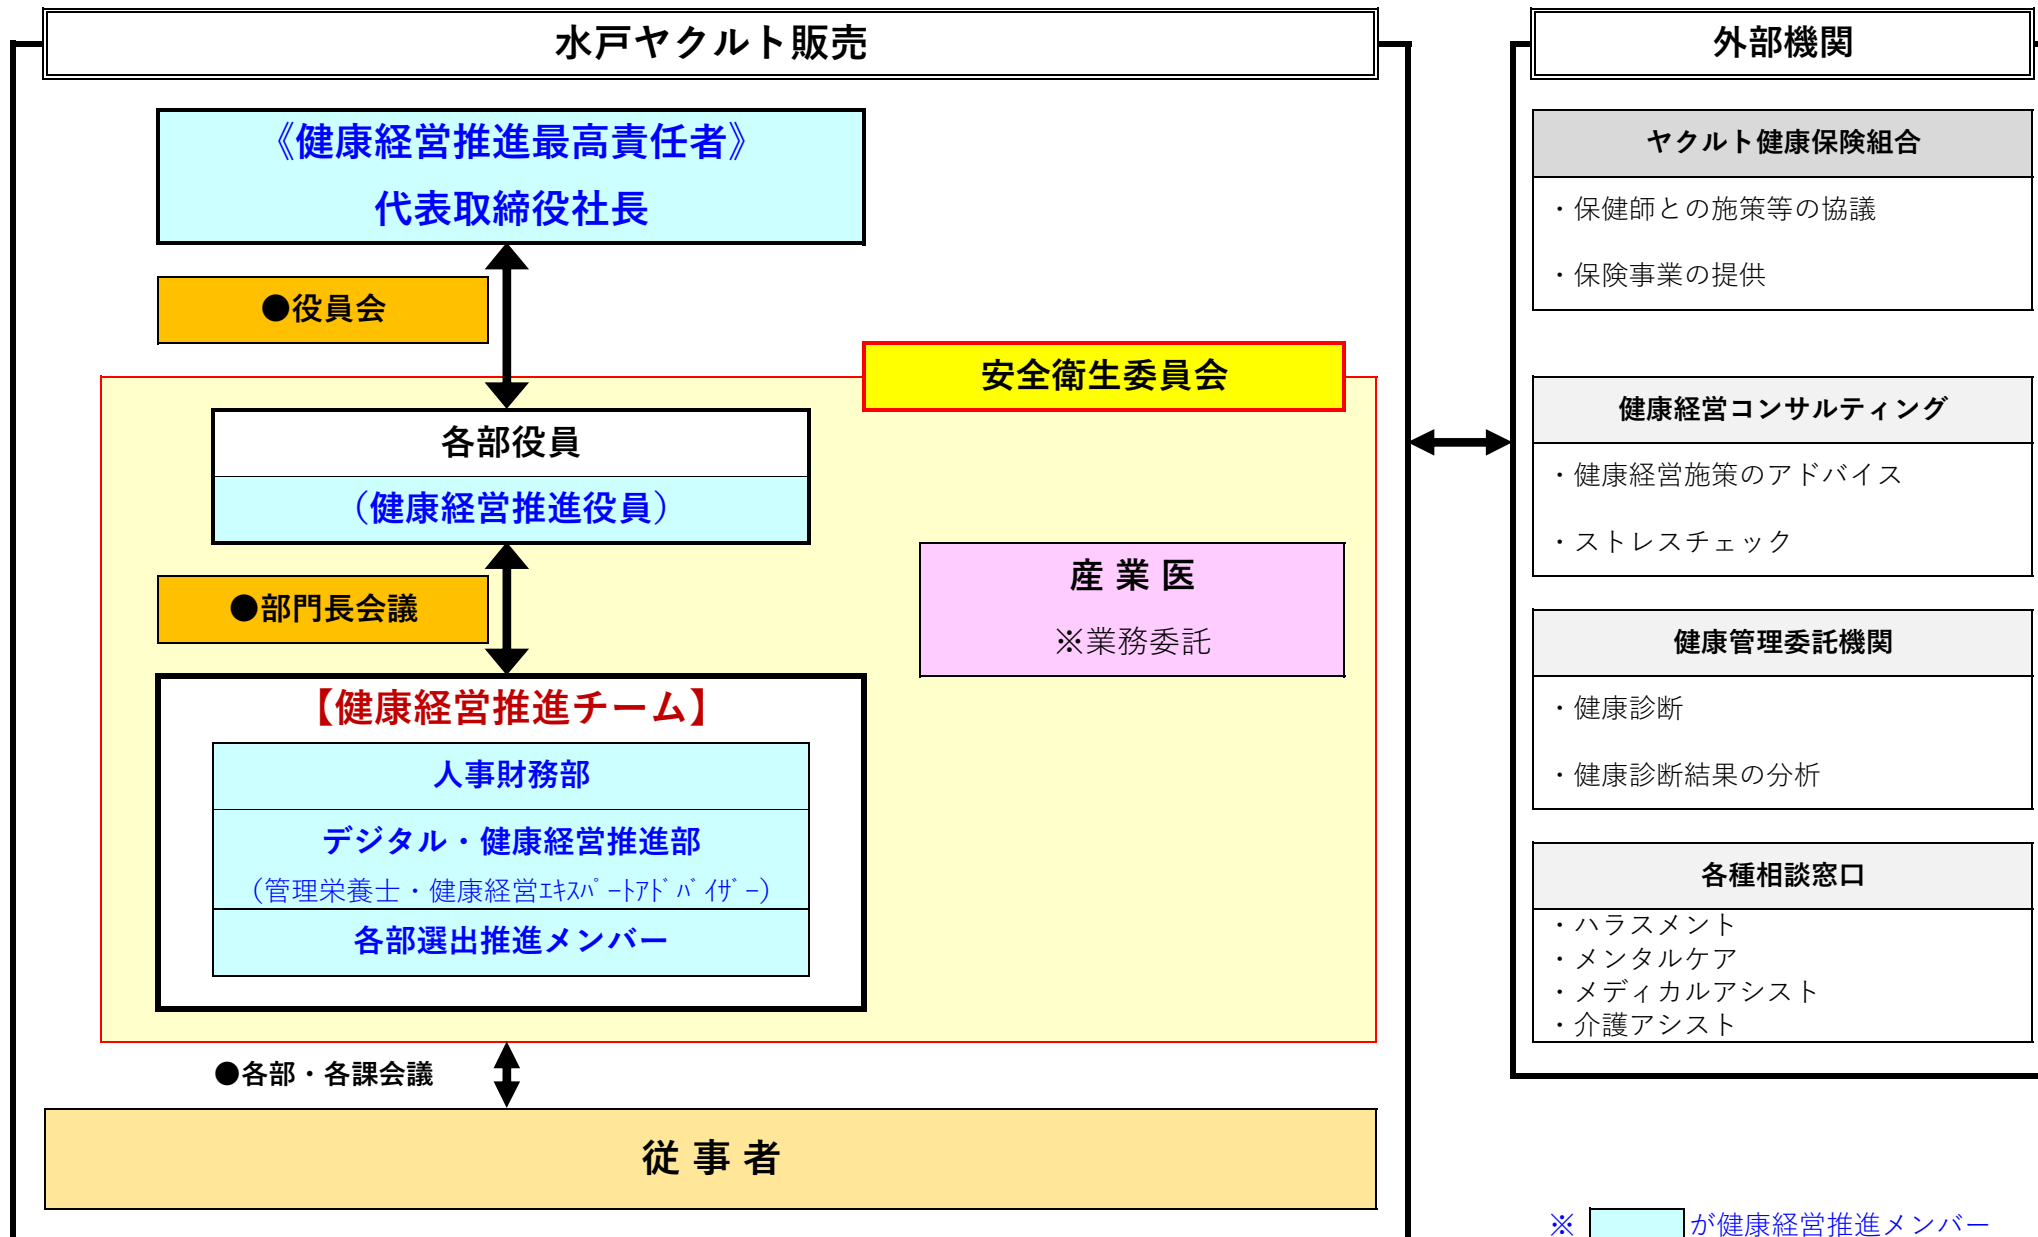 水戸ヤクルト販売
《健康経営推進最高責任者》
代表取締役社長
●役員会
安全衛生委員会
各部役員
（健康経営推進役員）
●部門長会議
産 業 医
※業務委託
【健康経営推進チーム】
人事財務部
デジタル・健康経営推進部
（管理栄養士・健康経営ｴｷｽﾊﾟｰﾄｱﾄﾞﾊﾞｲｻﾞｰ）
各部選出推進メンバー
●各部・各課会議
従 事 者
外部機関
ヤクルト健康保険組合
・保健師との施策等の協議
・保険事業の提供
健康経営コンサルティング
・健康経営施策のアドバイス
・ストレスチェック
健康管理委託機関
・健康診断
・健康診断結果の分析
各種相談窓口
・ハラスメント
・メンタルケア
・メディカルアシスト
・介護アシスト
※ が健康経営推進メンバー